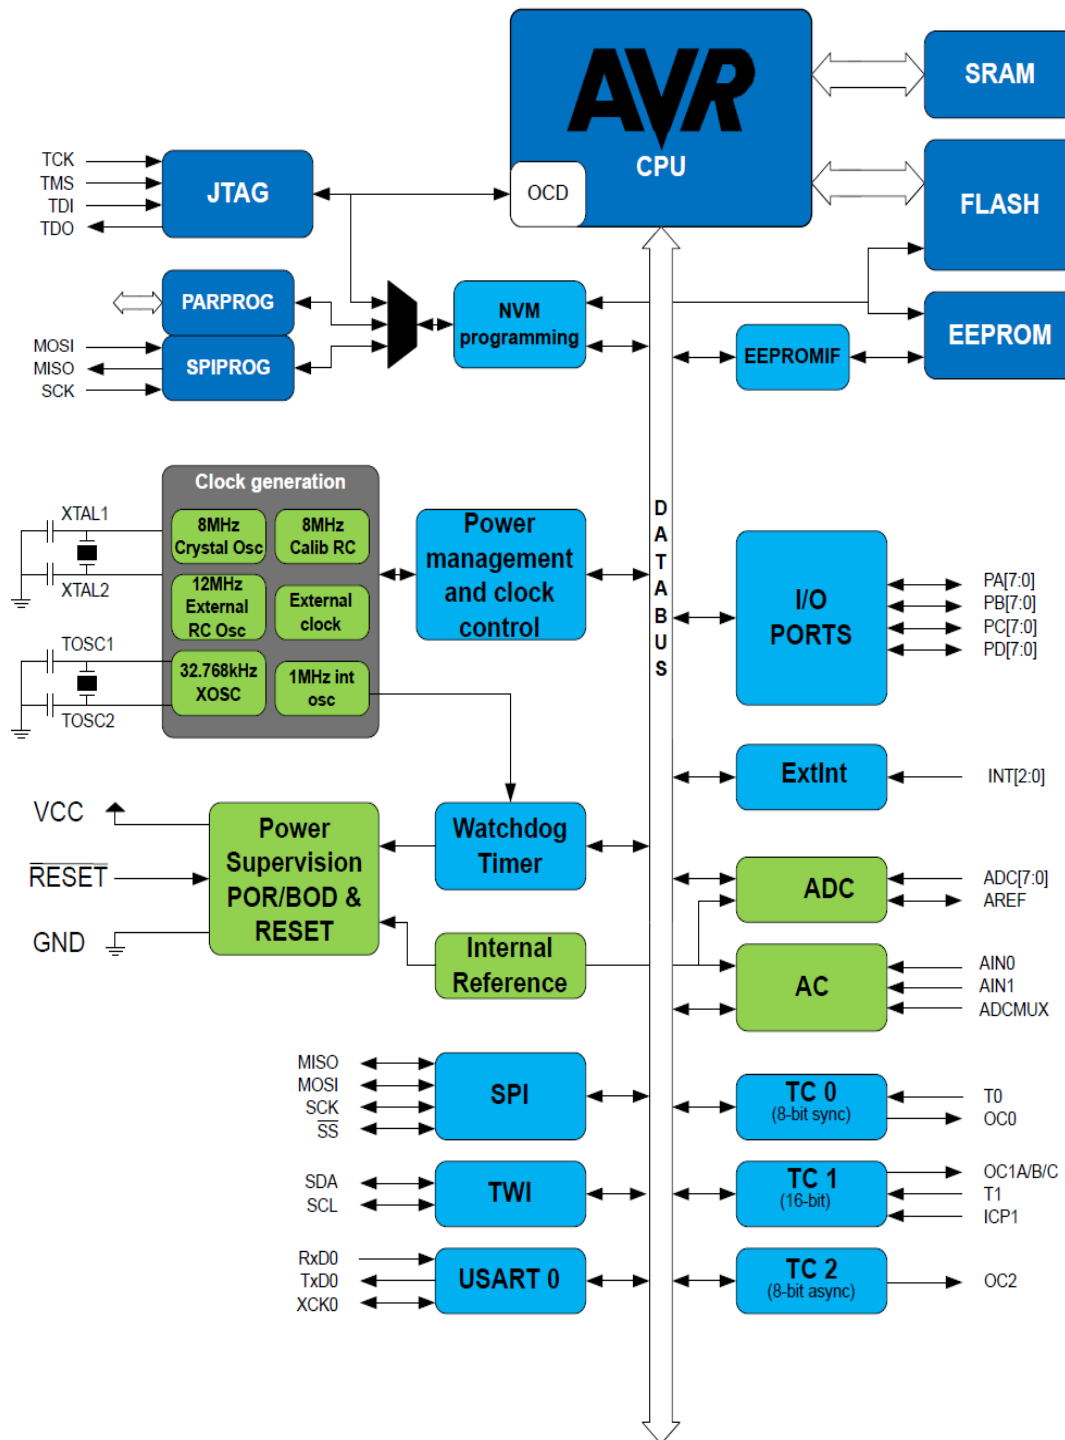 AVR
CPU
OCD
SRAM
FLASH
EEPROM
TCK
TMS
TDI
TDO
JTAG
PARPROG
MOSI
MISO
SCK
SPIPROG
NVM
programming
EEPROMIF
Clock generation
8MHz
Crystal Osc
8MHz
Calib RC
12MHz
External
RC Osc
External
clock
32.768kHz
XOSC
1MHz int
osc
XTAL1
XTAL2
TOSC1
TOSC2
Power
management
and clock
control
DATABUS
I/O
PORTS
PA[7:0]
PB[7:0]
PC[7:0]
PD[7:0]
ExtInt
INT[2:0]
VCC
RESET
GND
Power
Supervision
POR/BOD &
RESET
Watchdog
Timer
Internal
Reference
ADC
ADC[7:0]
AREF
AC
AIN0
AIN1
ADCMUX
MISO
MOSI
SCK
SS
SPI
TC 0
(8-bit sync)
T0
OC0
SDA
SCL
TWI
TC 1
(16-bit)
OC1A/B/C
T1
ICP1
RxD0
TxD0
XCK0
USART 0
TC 2
(8-bit async)
OC2